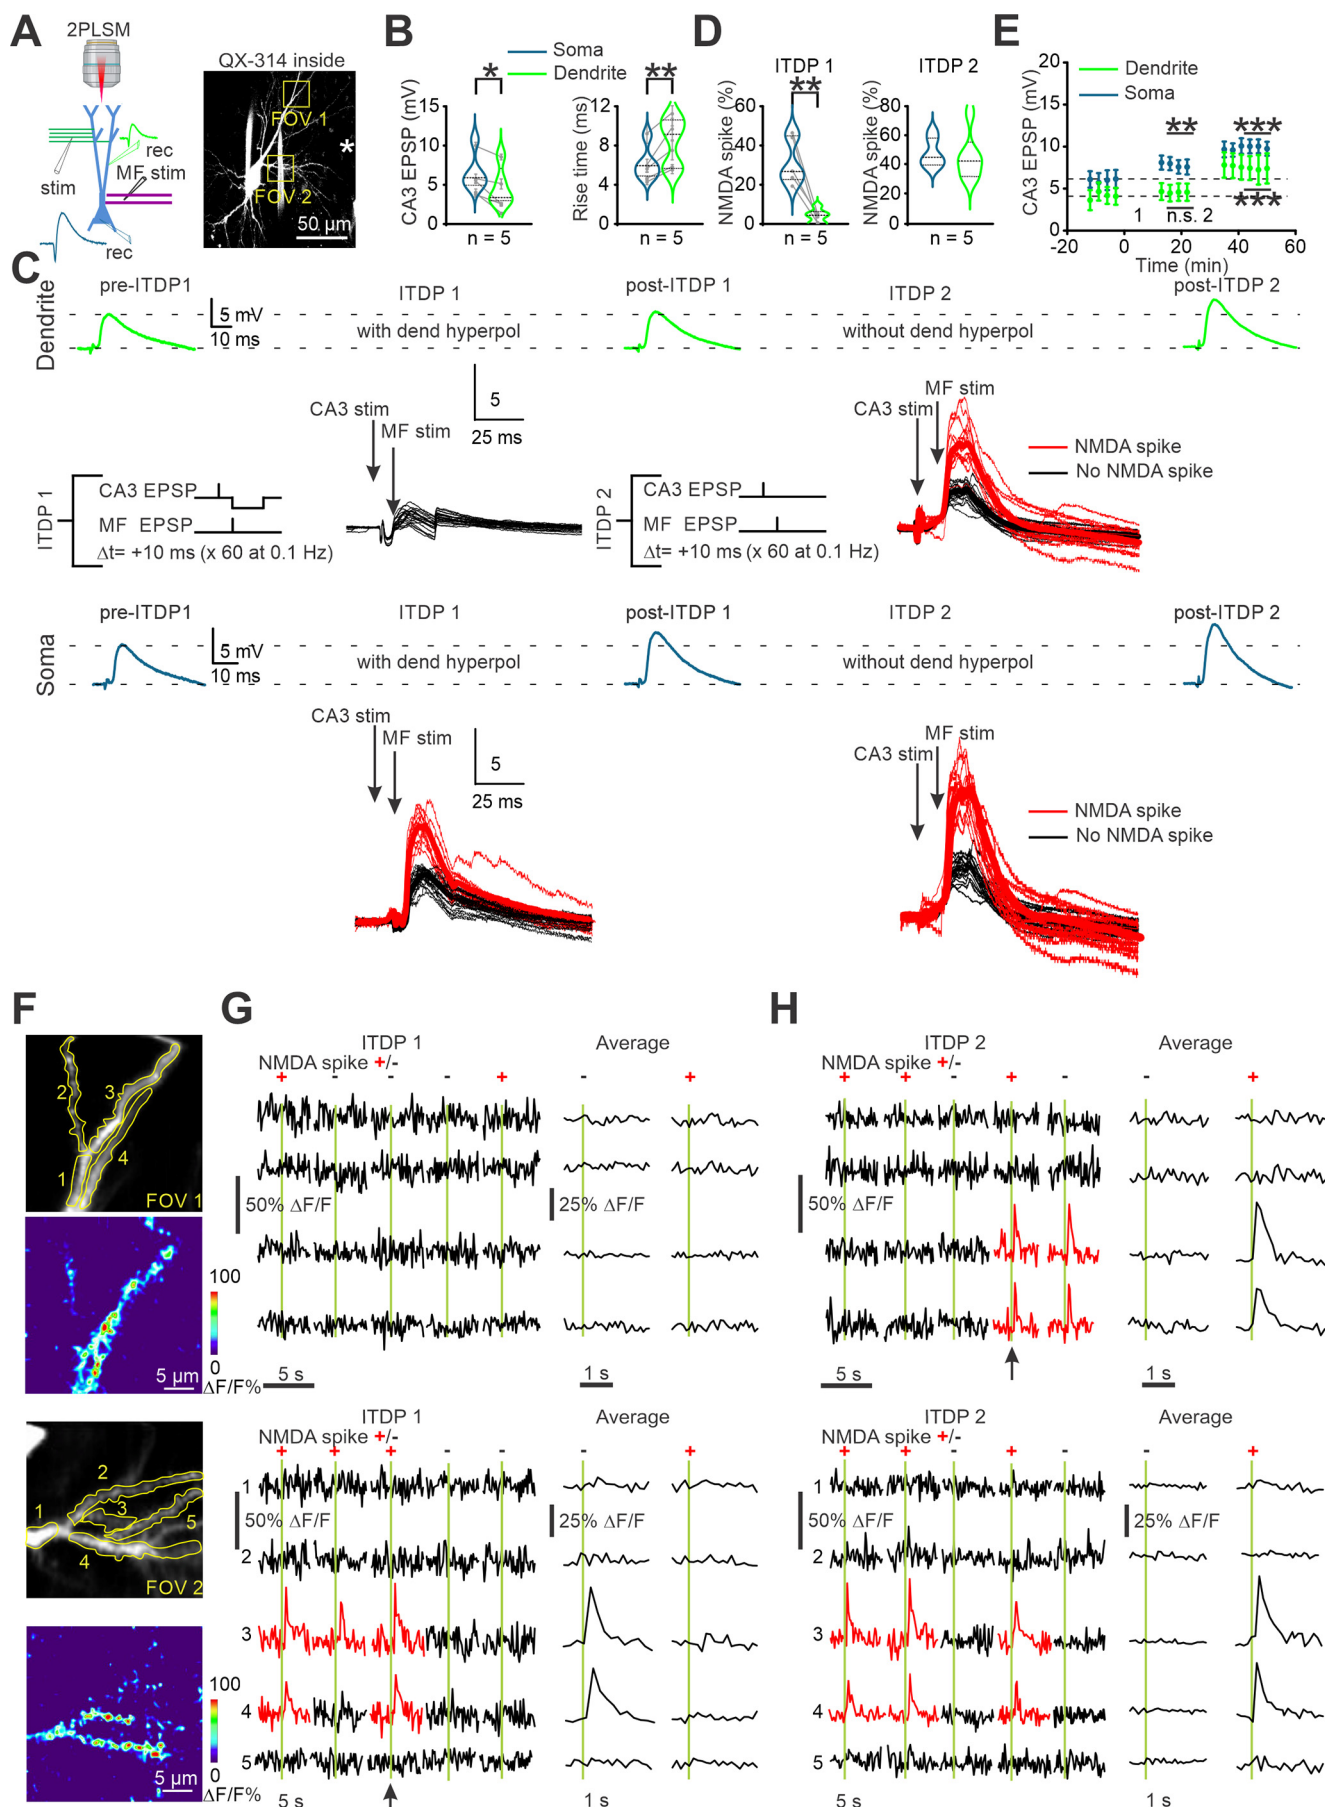 A
2PLSM
stim
rec
MF stim
rec
QX-314 inside
FOV 1
FOV 2
*
50 µm
B
Soma
Dendrite
*
CA3 EPSP (mV)
15
10
5
0
n = 5
**
Rise time (ms)
12
8
4
0
n = 5
D
ITDP 1
**
NMDA spike (%)
60
40
20
0
n = 5
ITDP 2
NMDA spike (%)
80
60
40
20
0
n = 5
E
Dendrite
Soma
CA3 EPSP (mV)
20
15
10
5
0
**
***
***
1
n.s.
2
-20
0
20
40
60
Time (min)
C
Dendrite
pre-ITDP1
5 mV
10 ms
ITDP 1
with dend hyperpol
post-ITDP 1
ITDP 2
without dend hyperpol
post-ITDP 2
CA3 stim
MF stim
5
25 ms
CA3 stim
MF stim
NMDA spike
No NMDA spike
ITDP 1
CA3 EPSP
MF EPSP
Δt= +10 ms (x 60 at 0.1 Hz)
ITDP 2
CA3 EPSP
MF EPSP
Δt= +10 ms (x 60 at 0.1 Hz)
Soma
pre-ITDP1
5 mV
10 ms
ITDP 1
with dend hyperpol
post-ITDP 1
ITDP 2
without dend hyperpol
post-ITDP 2
CA3 stim
MF stim
5
25 ms
CA3 stim
MF stim
NMDA spike
No NMDA spike
F
2
3
1
4
FOV 1
100
0
ΔF/F%
5 µm
1
2
3
4
5
FOV 2
100
0
ΔF/F%
5 µm
G
ITDP 1
NMDA spike +/-
+ - - - +
50% ΔF/F
5 s
Average
- +
25% ΔF/F
1 s
ITDP 1
NMDA spike +/-
+ + + - -
1
50% ΔF/F
2
3
4
5
5 s
Average
- +
25% ΔF/F
1 s
H
ITDP 2
NMDA spike +/-
+ + - + -
50% ΔF/F
5 s
Average
- +
1 s
ITDP 2
NMDA spike +/-
+ + - + -
1
50% ΔF/F
2
3
4
5
5 s
Average
- +
25% ΔF/F
1 s